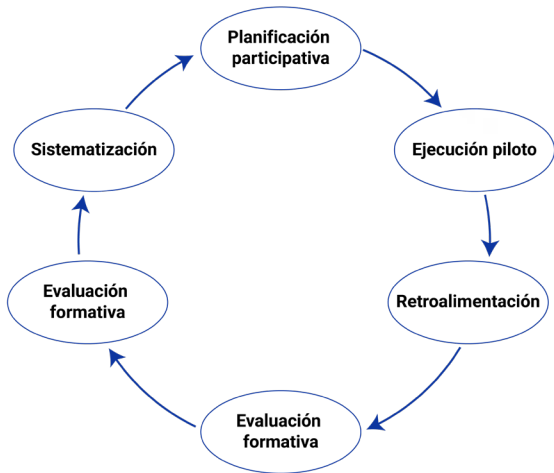 Planificación
participativa
Ejecución piloto
Retroalimentación
Evaluación
formativa
Evaluación
formativa
Sistematización